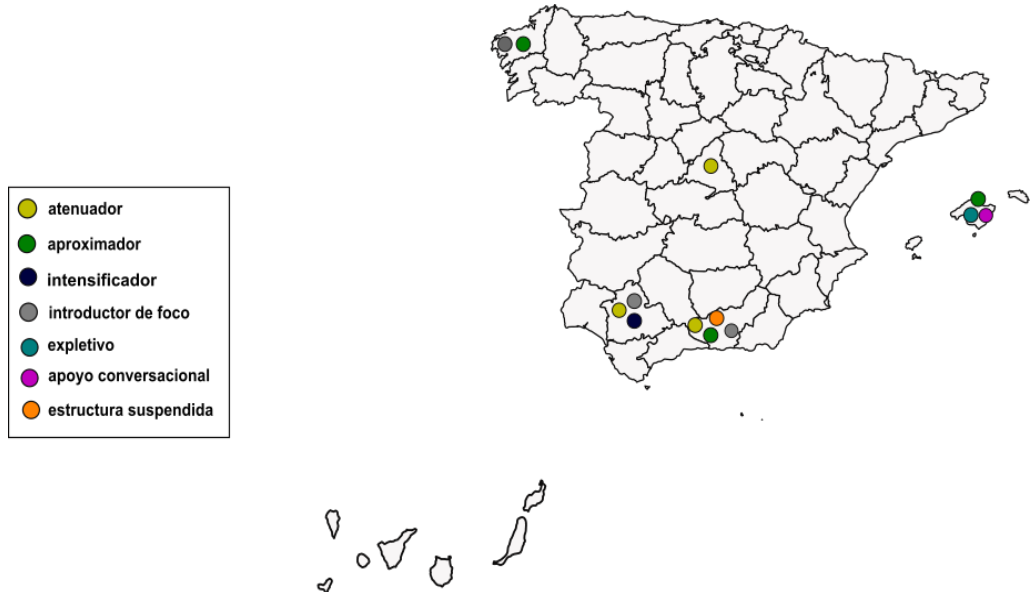 atenuador
aproximador
intensificador
introductor de foco
expletivo
apoyo conversacional
estructura suspendida